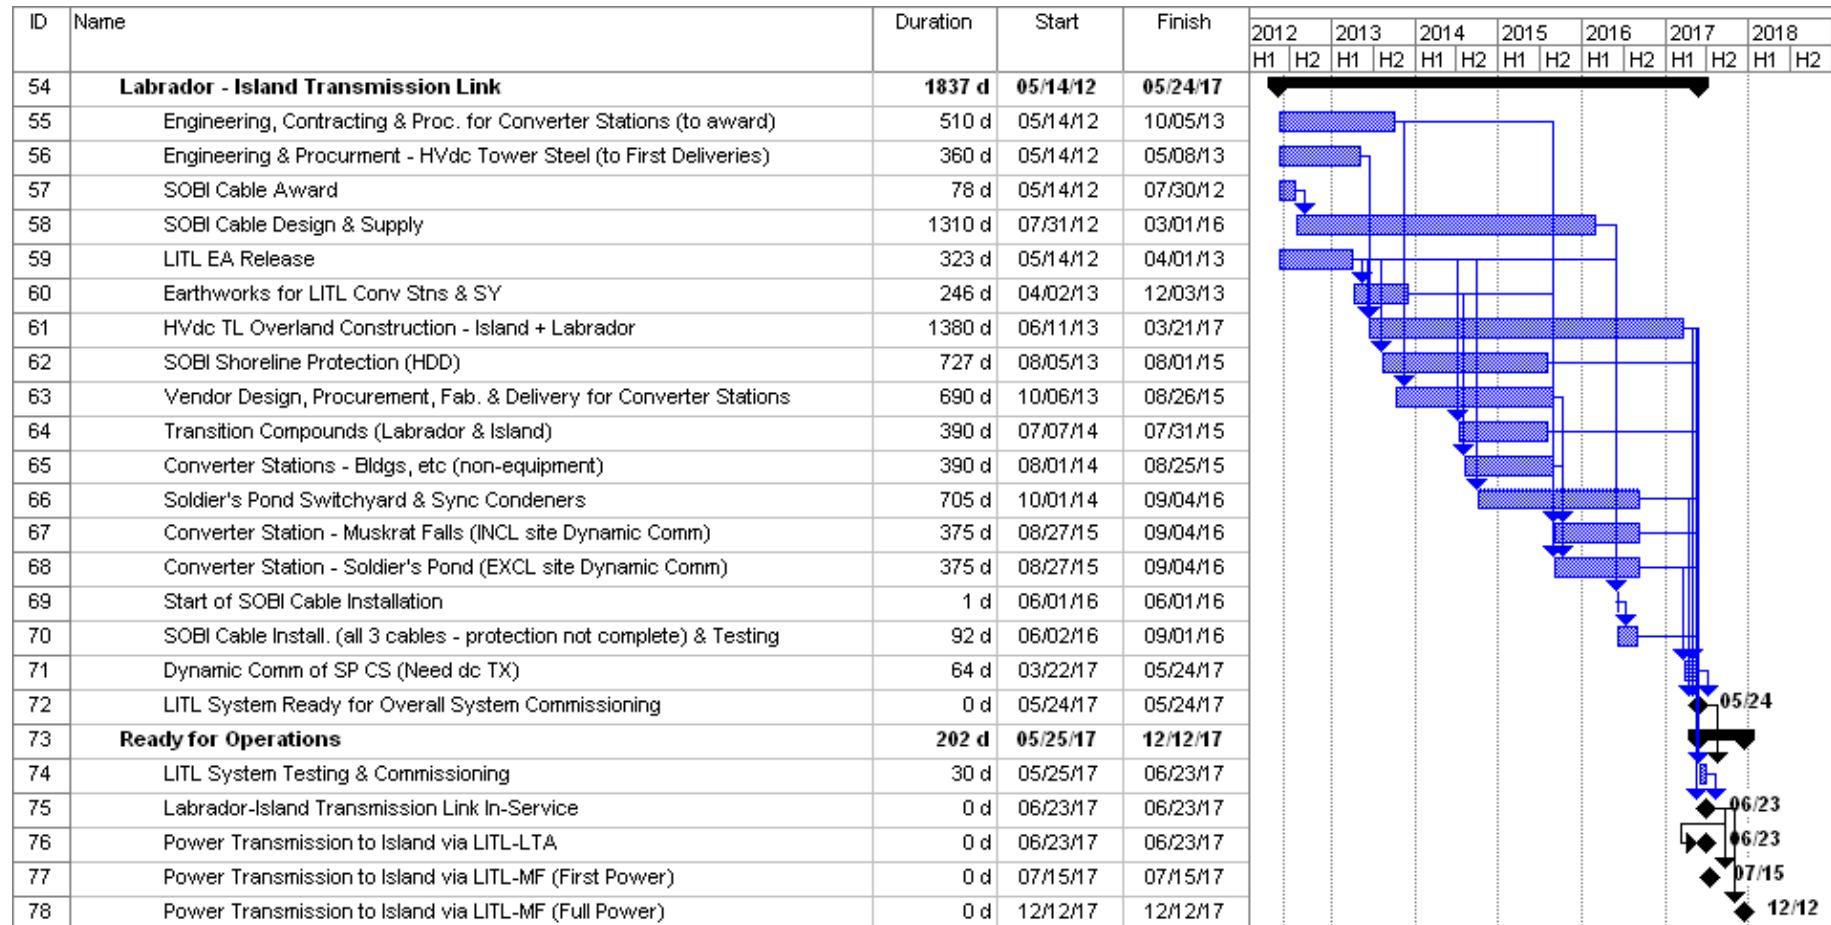 ID Name Duration Start Finish 2012 2013 2014 2015 2016 2017 2018
H1 H2 H1 H2 H1 H2 H1 H2 H1 H2 H1 H2 H1 H2
54 Labrador - Island Transmission Link 1837 d 05/14/12 05/24/17
55 Engineering, Contracting & Proc. for Converter Stations (to award) 510 d 05/14/12 10/05/13
56 Engineering & Procurment - HVdc Tower Steel (to First Deliveries) 360 d 05/14/12 05/08/13
57 SOBI Cable Award 78 d 05/14/12 07/30/12
58 SOBI Cable Design & Supply 1310 d 07/31/12 03/01/16
59 LITL EA Release 323 d 05/14/12 04/01/13
60 Earthworks for LITL Conv Stns & SY 246 d 04/02/13 12/03/13
61 HVdc TL Overland Construction - Island + Labrador 1380 d 06/11/13 03/21/17
62 SOBI Shoreline Protection (HDD) 727 d 08/05/13 08/01/15
63 Vendor Design, Procurement, Fab. & Delivery for Converter Stations 690 d 10/06/13 08/26/15
64 Transition Compounds (Labrador & Island) 390 d 07/07/14 07/31/15
65 Converter Stations - Bldgs, etc (non-equipment) 390 d 08/01/14 08/25/15
66 Soldier's Pond Switchyard & Sync Condeners 705 d 10/01/14 09/04/16
67 Converter Station - Muskrat Falls (INCL site Dynamic Comm) 375 d 08/27/15 09/04/16
68 Converter Station - Soldier's Pond (EXCL site Dynamic Comm) 375 d 08/27/15 09/04/16
69 Start of SOBI Cable Installation 1 d 06/01/16 06/01/16
70 SOBI Cable Install. (all 3 cables - protection not complete) & Testing 92 d 06/02/16 09/01/16
71 Dynamic Comm of SP CS (Need dc TX) 64 d 03/22/17 05/24/17
72 LITL System Ready for Overall System Commissioning 0 d 05/24/17 05/24/17 05/24
73 Ready for Operations 202 d 05/25/17 12/12/17
74 LITL System Testing & Commissioning 30 d 05/25/17 06/23/17
75 Labrador-Island Transmission Link In-Service 0 d 06/23/17 06/23/17 06/23
76 Power Transmission to Island via LITL-LTA 0 d 06/23/17 06/23/17 06/23
77 Power Transmission to Island via LITL-MF (First Power) 0 d 07/15/17 07/15/17 07/15
78 Power Transmission to Island via LITL-MF (Full Power) 0 d 12/12/17 12/12/17 12/12